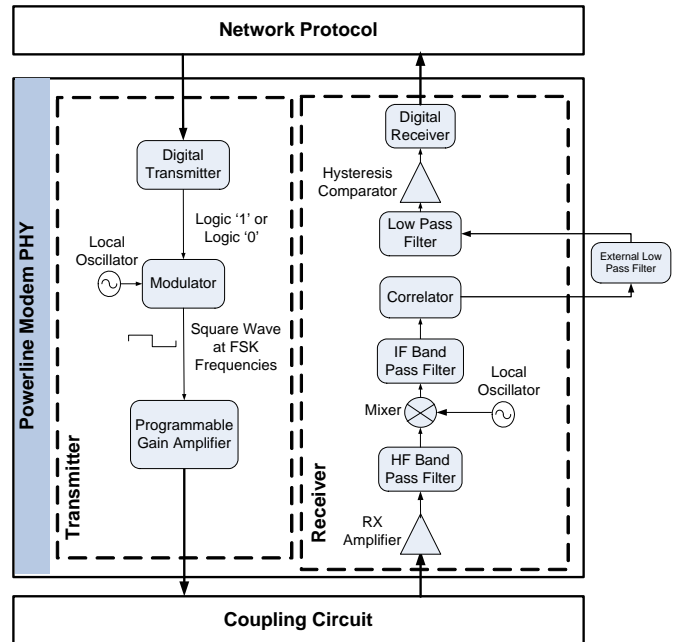 Network Protocol
Powerline Modem PHY
Transmitter
Digital
Transmitter
Logic ‘1’ or
Logic ‘0’
Local
Oscillator
Modulator
Square Wave
at FSK
Frequencies
Programmable
Gain Amplifier
Receiver
Digital
Receiver
Hysteresis
Comparator
Low Pass
Filter
External Low
Pass Filter
Correlator
IF Band
Pass Filter
Local
Oscillator
Mixer
HF Band
Pass Filter
RX
Amplifier
Coupling Circuit